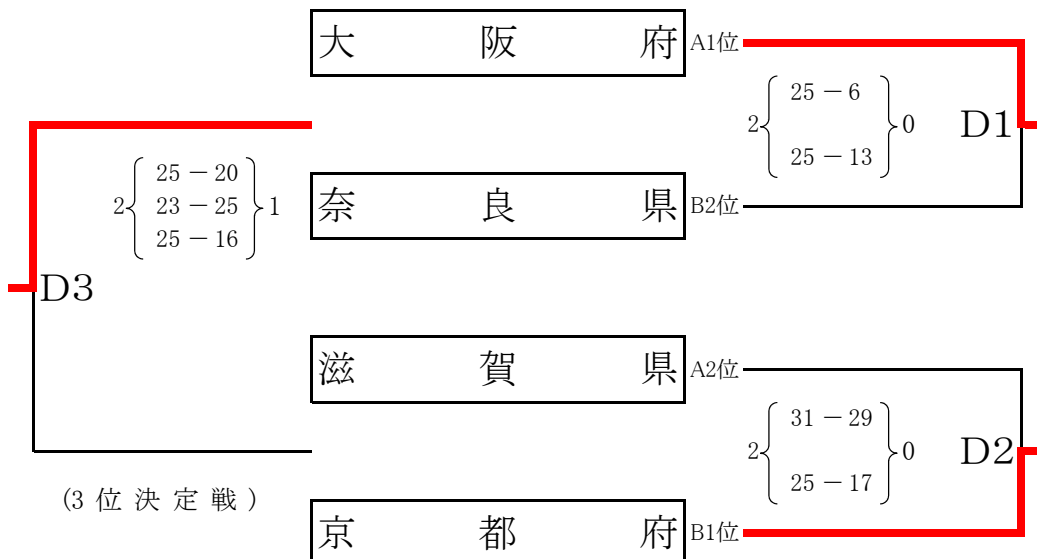 大阪府 A1位
2 25－6 0 D1
25－13
奈良県 B2位
25－20
2 23－25 1
25－16
D3
滋賀県 A2位
31－29
2 0 D2
25－17
(3位決定戦)
京都府 B1位